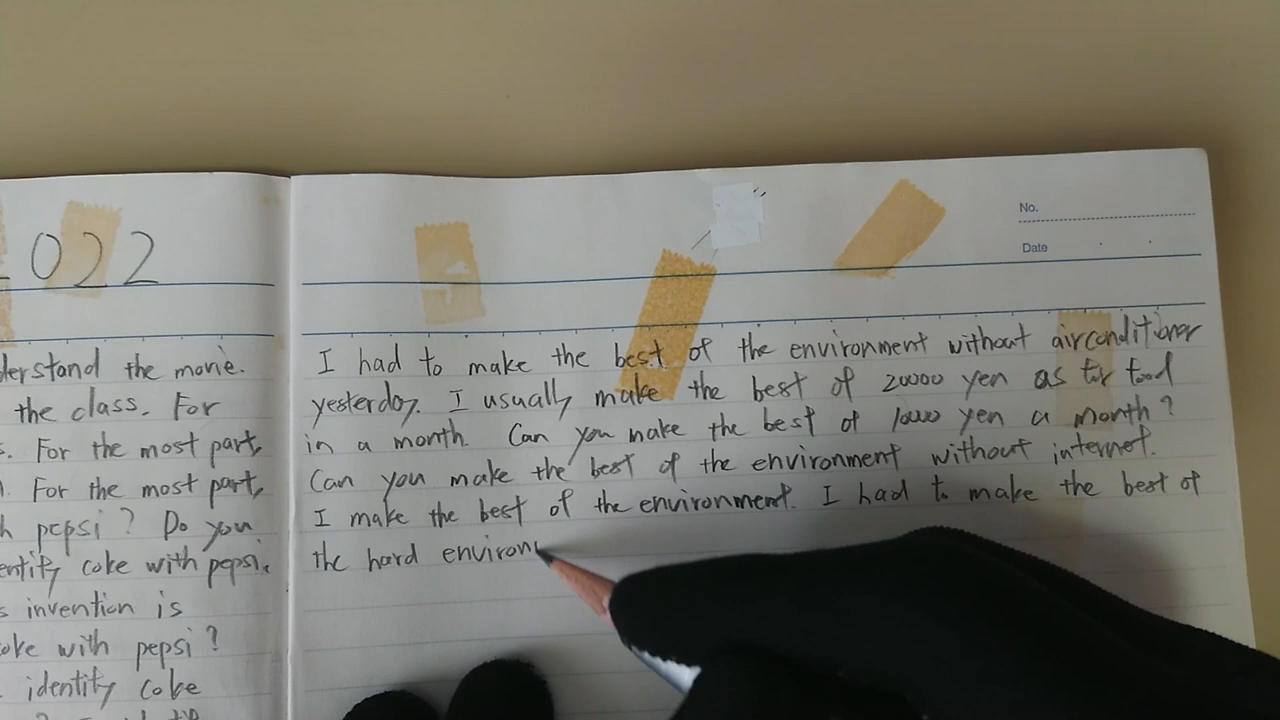 022
derstand the movie.
the class. For
s. For the most part,
). For the most part,
h pepsi? Do you
entify coke with pepsi.
s invention is
oke with pepsi?
identify coke
No.
Date
I had to make the best of the environment without airconditioner
yesterday. I usually make the best of 20000 yen as for food
in a month. Can you make the best of 10000 yen a month?
Can you make the best of the environment without internet.
I make the best of the environment. I had to make the best of
the hard environ